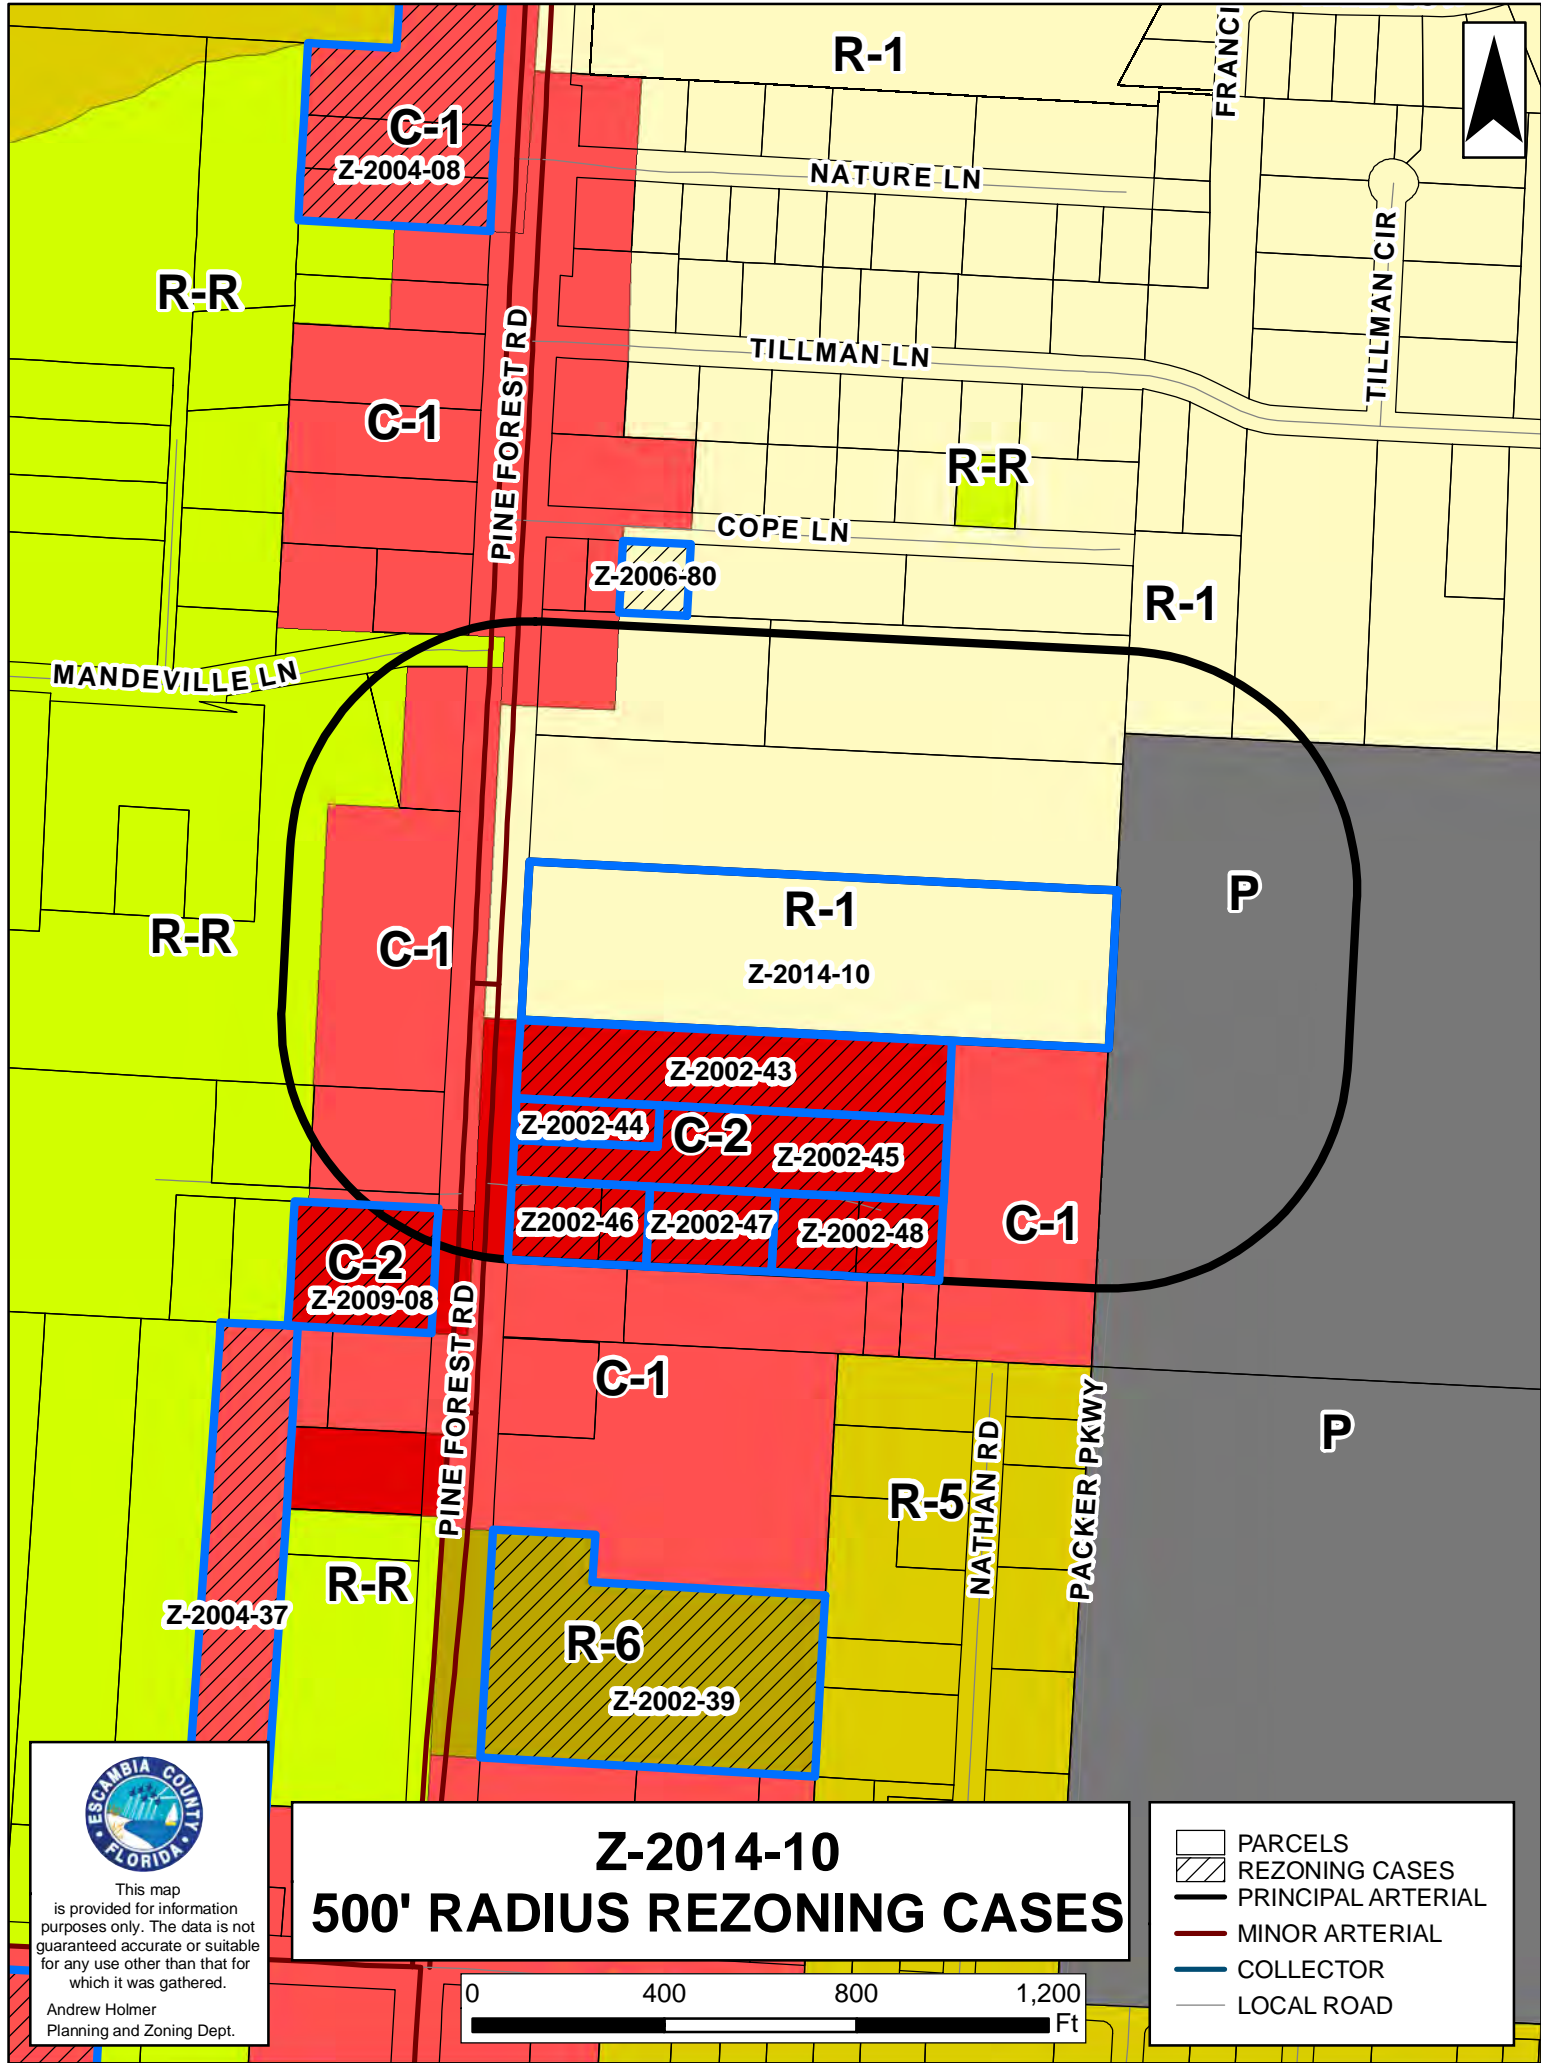 R-1
FRANCI
C-1
Z-2004-08
NATURE LN
TILLMAN CIR
R-R
PINE FOREST RD
TILLMAN LN
C-1
R-R
COPE LN
Z-2006-80
R-1
MANDEVILLE LN
R-1
P
R-R
C-1
Z-2014-10
Z-2002-43
Z-2002-44
C-2
Z-2002-45
Z2002-46
Z-2002-47
Z-2002-48
C-1
C-2
Z-2009-08
PINE FOREST RD
C-1
PACKER PKWY
NATHAN RD
P
R-5
R-R
Z-2004-37
R-6
Z-2002-39
ESCAMBIA COUNTY
FLORIDA
This map
is provided for information
purposes only. The data is not
guaranteed accurate or suitable
for any use other than that for
which it was gathered.
Andrew Holmer
Planning and Zoning Dept.
Z-2014-10
500' RADIUS REZONING CASES
0 400 800 1,200
Ft
PARCELS
REZONING CASES
PRINCIPAL ARTERIAL
MINOR ARTERIAL
COLLECTOR
LOCAL ROAD